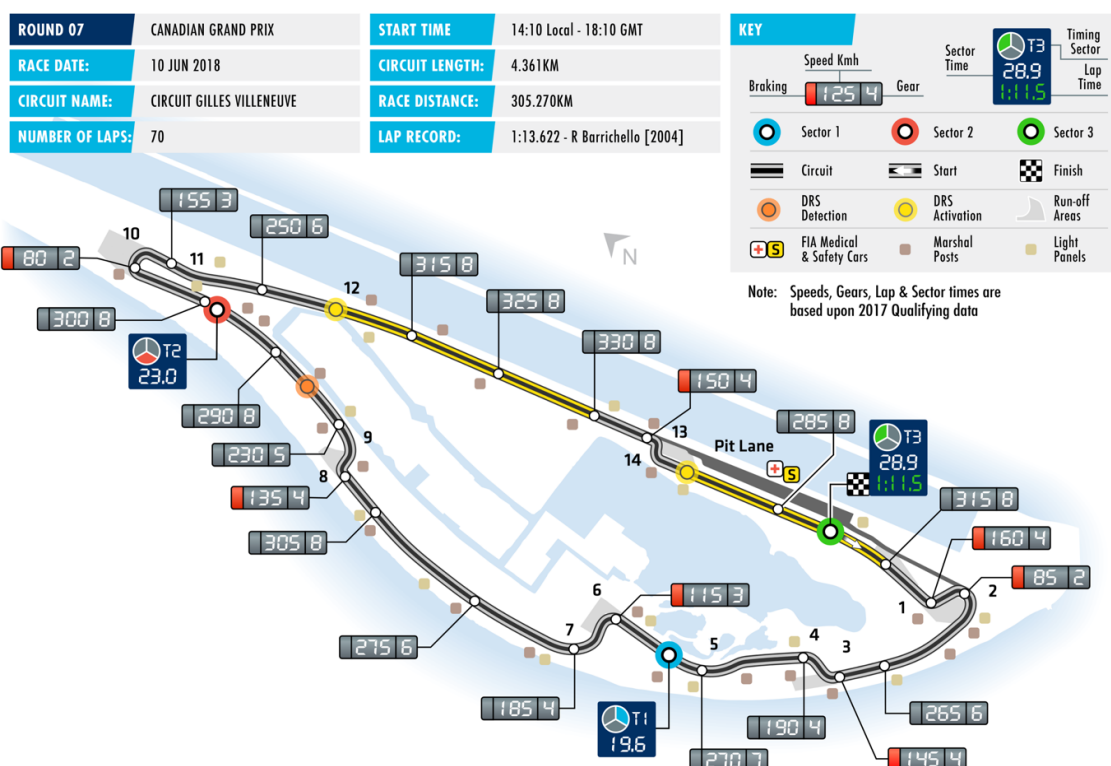 ROUND 07 CANADIAN GRAND PRIX
RACE DATE: 10 JUN 2018
CIRCUIT NAME: CIRCUIT GILLES VILLENEUVE
NUMBER OF LAPS: 70
START TIME 14:10 Local - 18:10 GMT
CIRCUIT LENGTH: 4.361KM
RACE DISTANCE: 305.270KM
LAP RECORD: 1:13.622 - R Barrichello [2004]
KEY
Speed Kmh
Braking 125 4 Gear
Sector Time
T3
28.9
1:11.5
Timing Sector
Lap Time
Sector 1 Sector 2 Sector 3
Circuit Start Finish
DRS Detection
DRS Activation
Run-off Areas
S
FIA Medical & Safety Cars
Marshal Posts
Light Panels
Note: Speeds, Gears, Lap & Sector times are
based upon 2017 Qualifying data
N
155 3
10
250 6
80 2
11
315 8
12
325 8
300 8
330 8
T2
23.0
150 4
290 8
13
285 8
Pit Lane
9
14
S
T3
28.9
1:11.5
230 5
8
135 4
315 8
305 8
160 4
85 2
6
115 3
1
2
275 6
7
5
4
3
185 4
T1
19.6
190 4
265 6
270 7
145 4